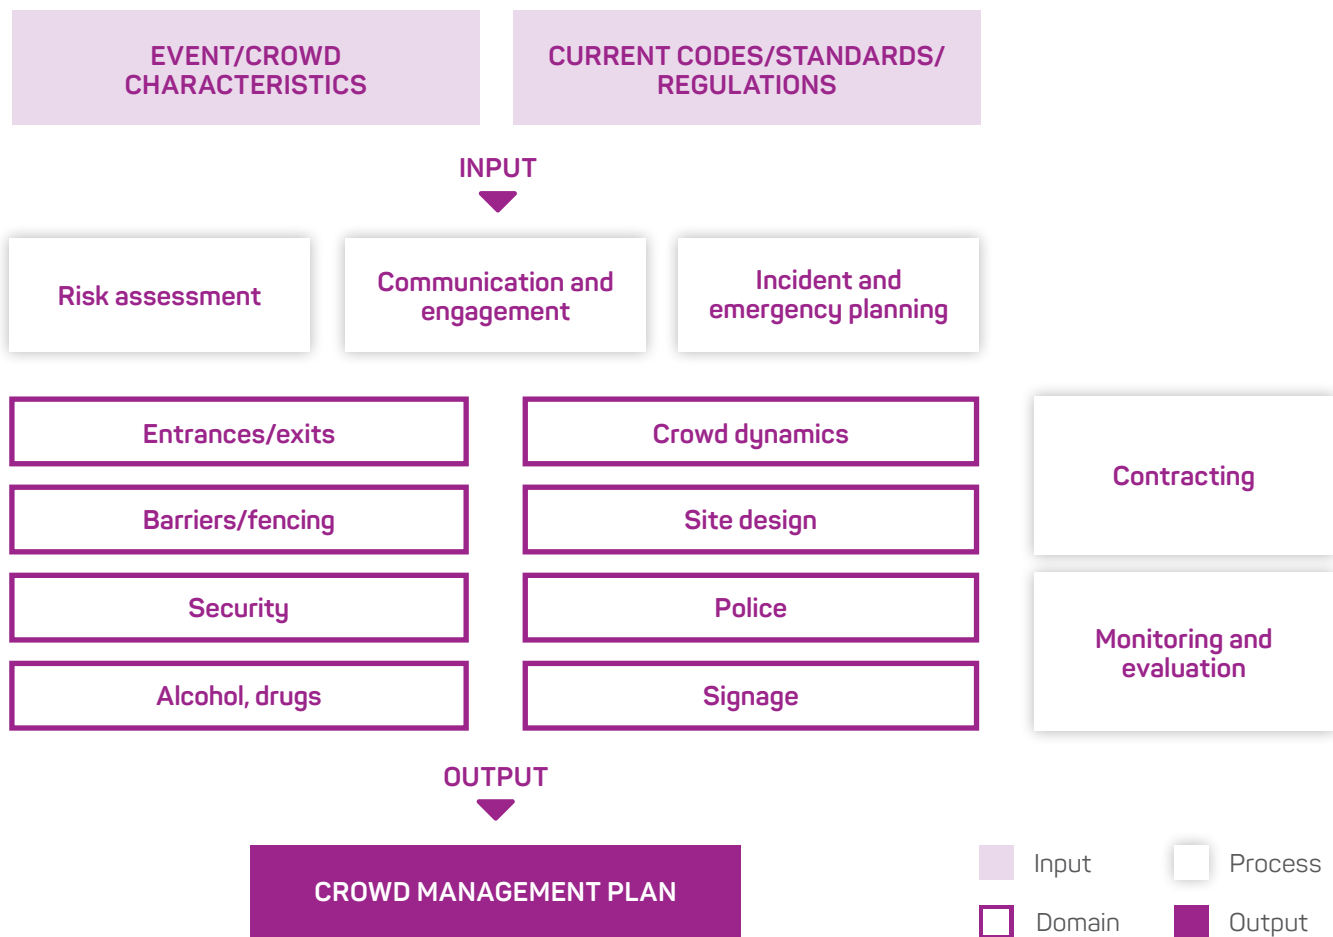 EVENT/CROWD
CHARACTERISTICS
CURRENT CODES/STANDARDS/
REGULATIONS
INPUT
Risk assessment
Communication and
engagement
Incident and
emergency planning
Entrances/exits
Crowd dynamics
Barriers/fencing
Site design
Security
Police
Alcohol, drugs
Signage
Contracting
Monitoring and
evaluation
OUTPUT
CROWD MANAGEMENT PLAN
Input
Process
Domain
Output